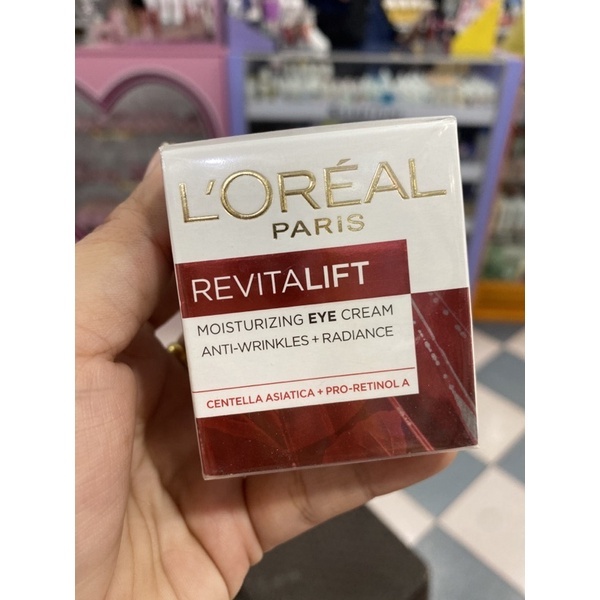 L'ORÉAL
PARIS
REVITALIFT
MOISTURIZING EYE CREAM
ANTI-WRINKLES + RADIANCE
CENTELLA ASIATICA + PRO-RETINOL A